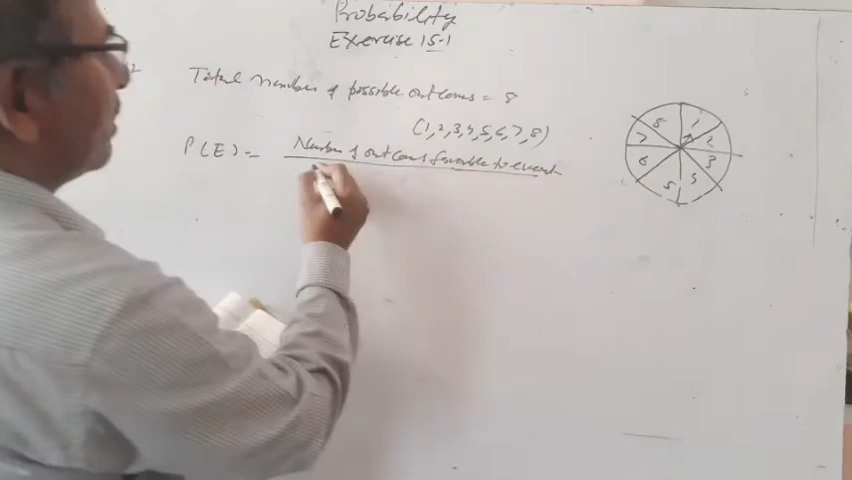 Probability
Exercise 15.1
Total number of possible outcomes = 8
(1,2,3,4,5,6,7,8)
P(E) = Number of outcomes favorable to event
8 1
7 2
6 3
5